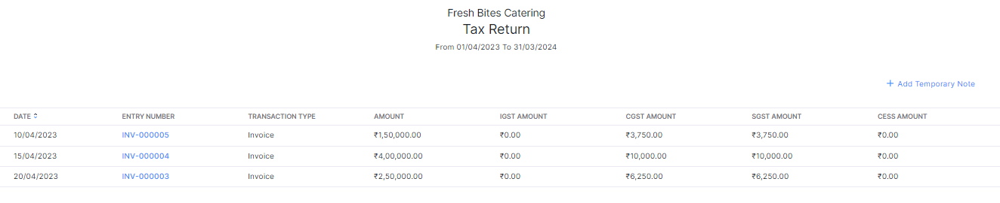 Fresh Bites Catering
Tax Return
From 01/04/2023 To 31/03/2024
+ Add Temporary Note
DATE ENTRY NUMBER TRANSACTION TYPE AMOUNT IGST AMOUNT CGST AMOUNT SGST AMOUNT CESS AMOUNT
10/04/2023 INV-000005 Invoice ₹1,50,000.00 ₹0.00 ₹3,750.00 ₹3,750.00 ₹0.00
15/04/2023 INV-000004 Invoice ₹4,00,000.00 ₹0.00 ₹10,000.00 ₹10,000.00 ₹0.00
20/04/2023 INV-000003 Invoice ₹2,50,000.00 ₹0.00 ₹6,250.00 ₹6,250.00 ₹0.00